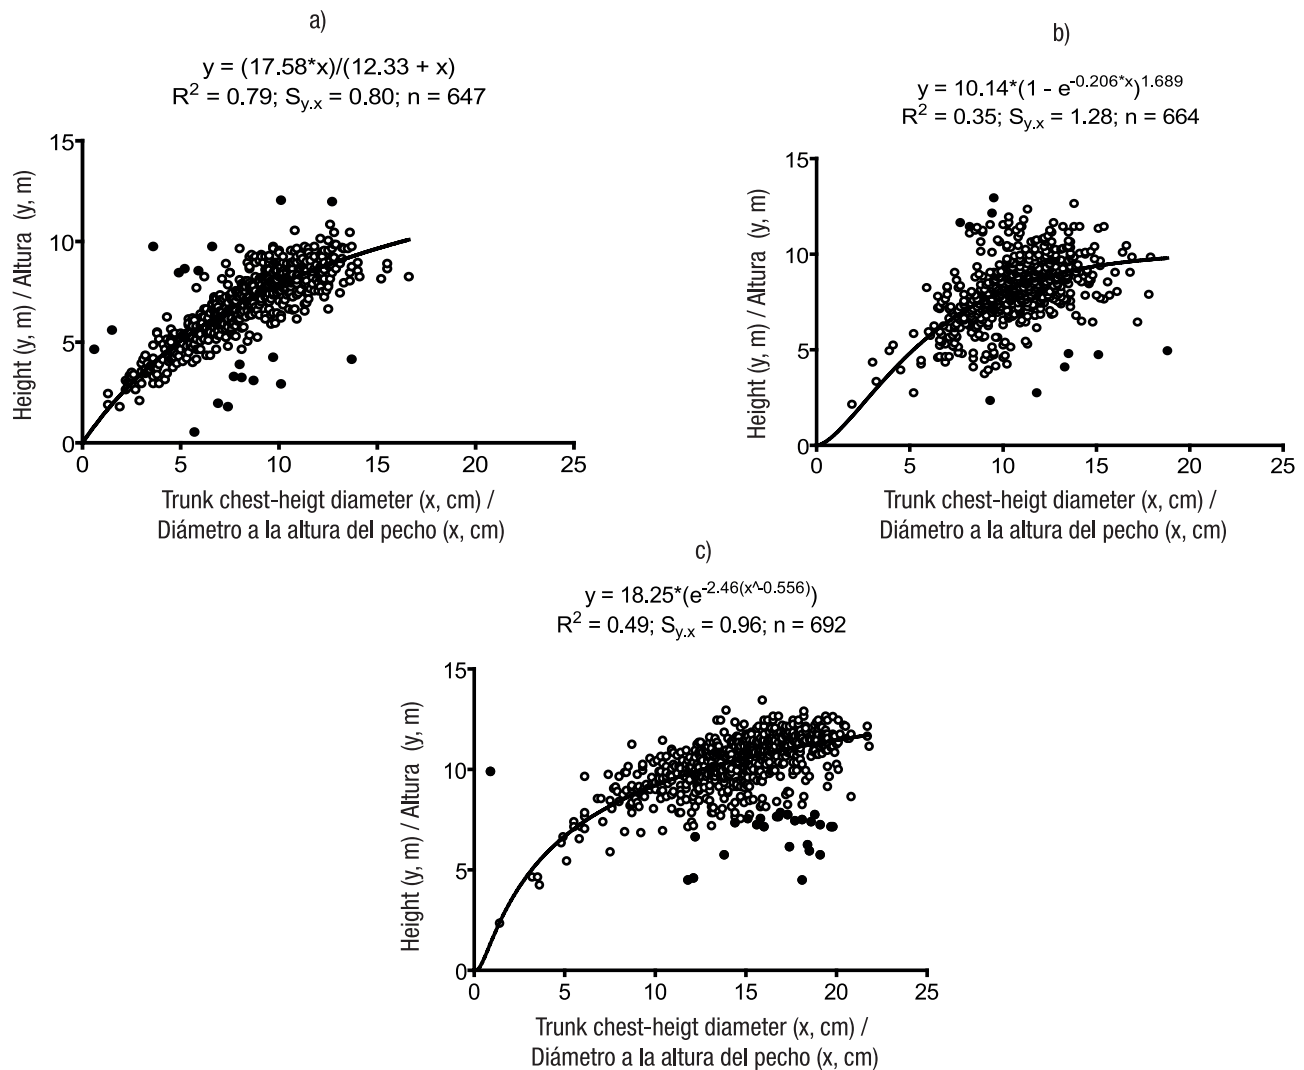 a)
y = (17.58*x)/(12.33 + x)
R² = 0.79; Sy.x = 0.80; n = 647
15
10
5
0
0 5 10 15 20 25
Height (y, m) / Altura (y, m)
Trunk chest-heigt diameter (x, cm) /
Diámetro a la altura del pecho (x, cm)
b)
y = 10.14*(1 - e^-0.206*x)^1.689
R² = 0.35; Sy.x = 1.28; n = 664
15
10
5
0
0 5 10 15 20 25
Height (y, m) / Altura (y, m)
Trunk chest-heigt diameter (x, cm) /
Diámetro a la altura del pecho (x, cm)
c)
y = 18.25*(e^-2.46(x^-0.556))
R² = 0.49; Sy.x = 0.96; n = 692
15
10
5
0
0 5 10 15 20 25
Height (y, m) / Altura (y, m)
Trunk chest-heigt diameter (x, cm) /
Diámetro a la altura del pecho (x, cm)